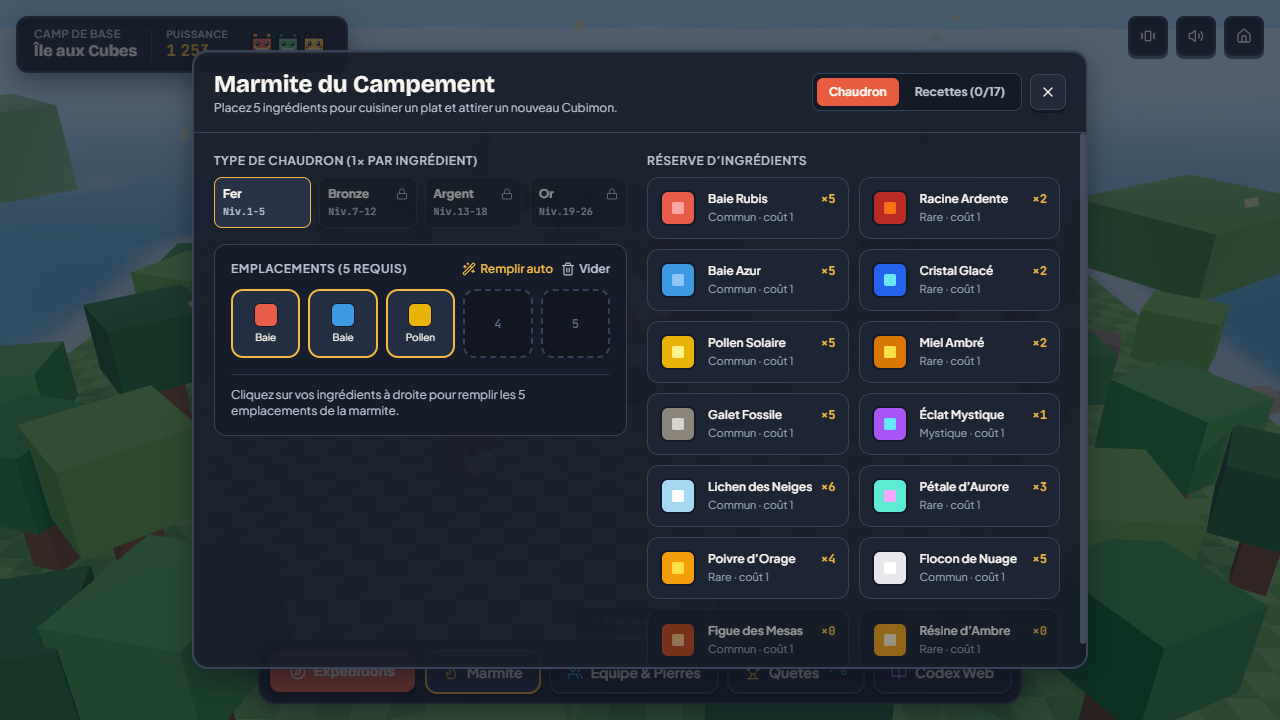 CAMP DE BASE
Île aux Cubes
PUISSANCE
1 253
Marmite du Campement
Placez 5 ingrédients pour cuisiner un plat et attirer un nouveau Cubimon.
Chaudron
Recettes (0/17)
TYPE DE CHAUDRON (1× PAR INGRÉDIENT)
Fer
Niv.1-5
Bronze
Niv.7-12
Argent
Niv.13-18
Or
Niv.19-26
EMPLACEMENTS (5 REQUIS)
Remplir auto
Vider
Baie
Baie
Pollen
4
5
Cliquez sur vos ingrédients à droite pour remplir les 5
emplacements de la marmite.
RÉSERVE D’INGRÉDIENTS
Baie Rubis ×5
Commun · coût 1
Racine Ardente ×2
Rare · coût 1
Baie Azur ×5
Commun · coût 1
Cristal Glacé ×2
Rare · coût 1
Pollen Solaire ×5
Commun · coût 1
Miel Ambré ×2
Rare · coût 1
Galet Fossile ×5
Commun · coût 1
Éclat Mystique ×1
Mystique · coût 1
Lichen des Neiges ×6
Commun · coût 1
Pétale d’Aurore ×3
Rare · coût 1
Poivre d’Orage ×4
Rare · coût 1
Flocon de Nuage ×5
Commun · coût 1
Figue des Mesas ×0
Commun · coût 1
Résine d’Ambre ×0
Rare · coût 1
Expéditions
Marmite
Équipe & Pierres
Quêtes
Codex Web